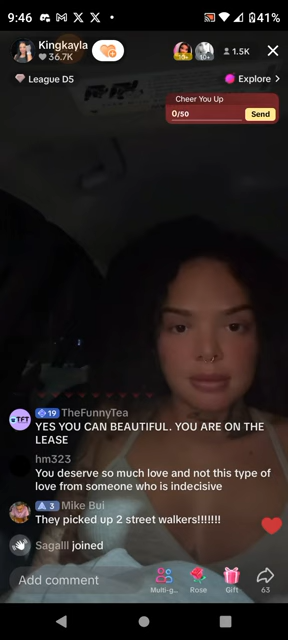 9:46
41%
Kingkayla
36.7K
10+
1.5K
League D5
Explore
Cheer You Up
0/50
Send
TFT
19 TheFunnyTea
YES YOU CAN BEAUTIFUL. YOU ARE ON THE
LEASE
hm323
You deserve so much love and not this type of
love from someone who is indecisive
3 Mike Bui
They picked up 2 street walkers!!!!!!!
Sagalll joined
Add comment
Multi-g...
Rose
Gift
63